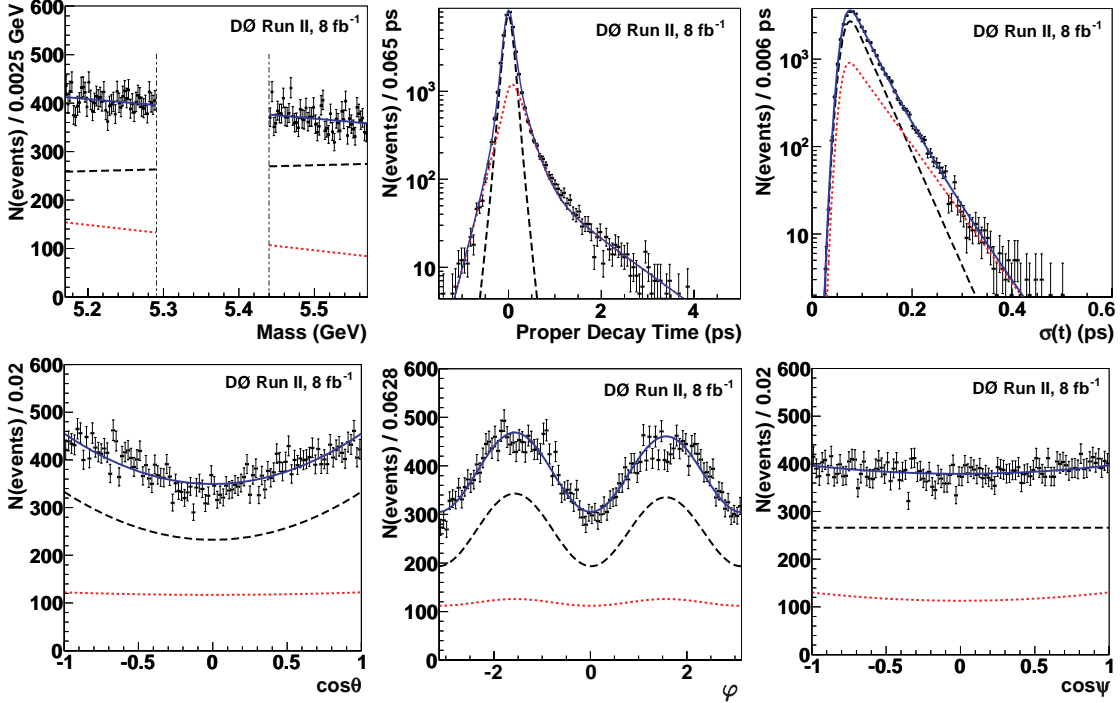 N(events) / 0.0025 GeV
600
500
400
300
200
100
0
DØ Run II, 8 fb-1
5.2 5.3 5.4 5.5
Mass (GeV)
N(events) / 0.065 ps
10³
10²
10
DØ Run II, 8 fb-1
0 2 4
Proper Decay Time (ps)
N(events) / 0.006 ps
10³
10²
10
DØ Run II, 8 fb-1
0 0.2 0.4 0.6
σ(t) (ps)
N(events) / 0.02
600
500
400
300
200
100
0
DØ Run II, 8 fb-1
-1 -0.5 0 0.5 1
cosθ
N(events) / 0.0628
600
500
400
300
200
100
0
DØ Run II, 8 fb-1
-2 0 2
φ
N(events) / 0.02
600
500
400
300
200
100
0
DØ Run II, 8 fb-1
-1 -0.5 0 0.5 1
cosψ